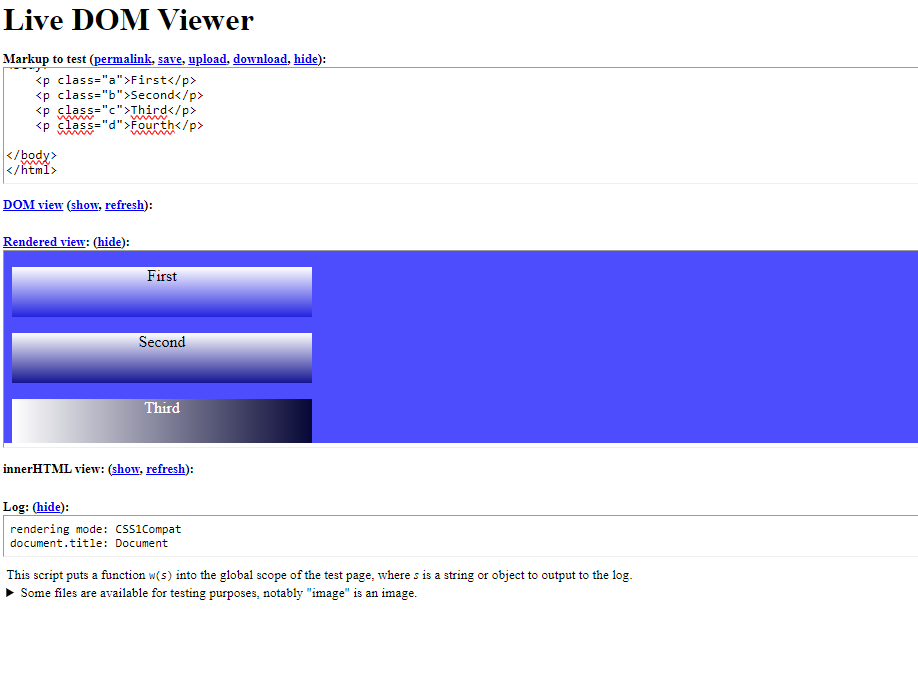 Live DOM Viewer
Markup to test (permalink, save, upload, download, hide):
<p class="a">First</p>
<p class="b">Second</p>
<p class="c">Third</p>
<p class="d">Fourth</p>
</body>
</html>
DOM view (show, refresh):
Rendered view: (hide):
First
Second
Third
innerHTML view: (show, refresh):
Log: (hide):
rendering mode: CSS1Compat
document.title: Document
This script puts a function w(s) into the global scope of the test page, where s is a string or object to output to the log.
▶ Some files are available for testing purposes, notably "image" is an image.